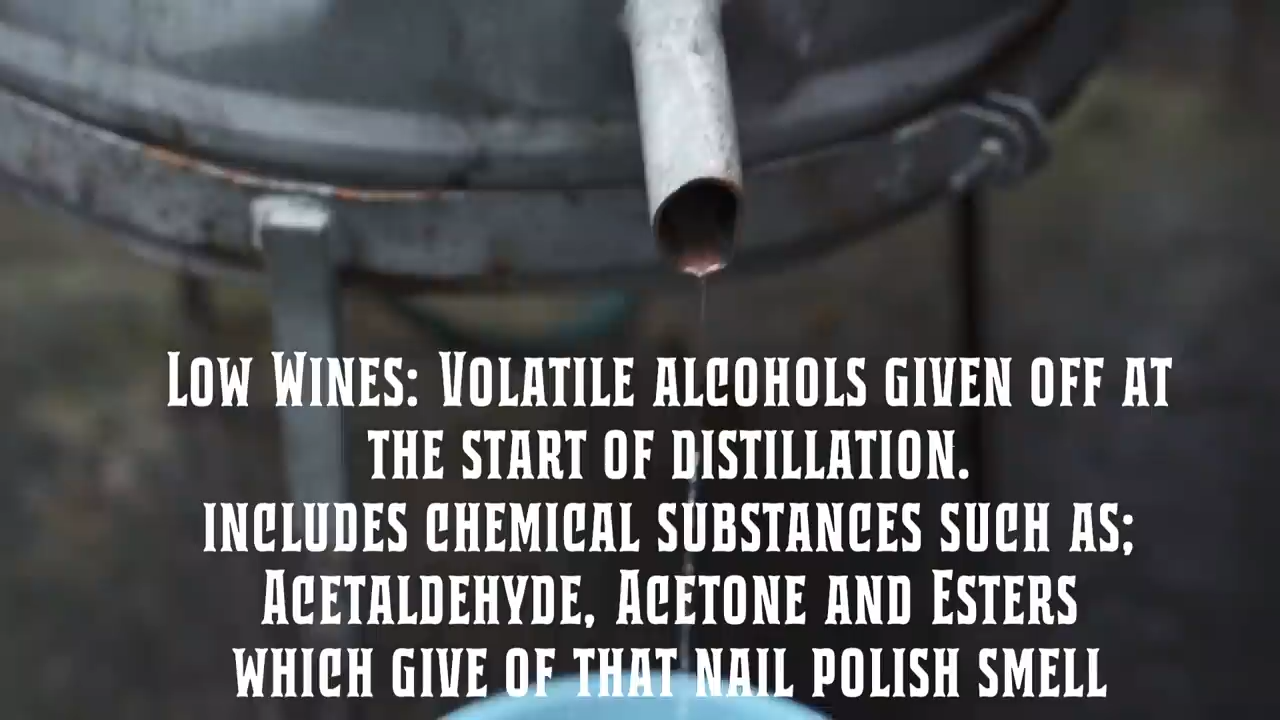 Low Wines: Volatile alcohols given off at
the start of distillation.
includes chemical substances such as;
Acetaldehyde, Acetone and Esters
which give of that nail polish smell